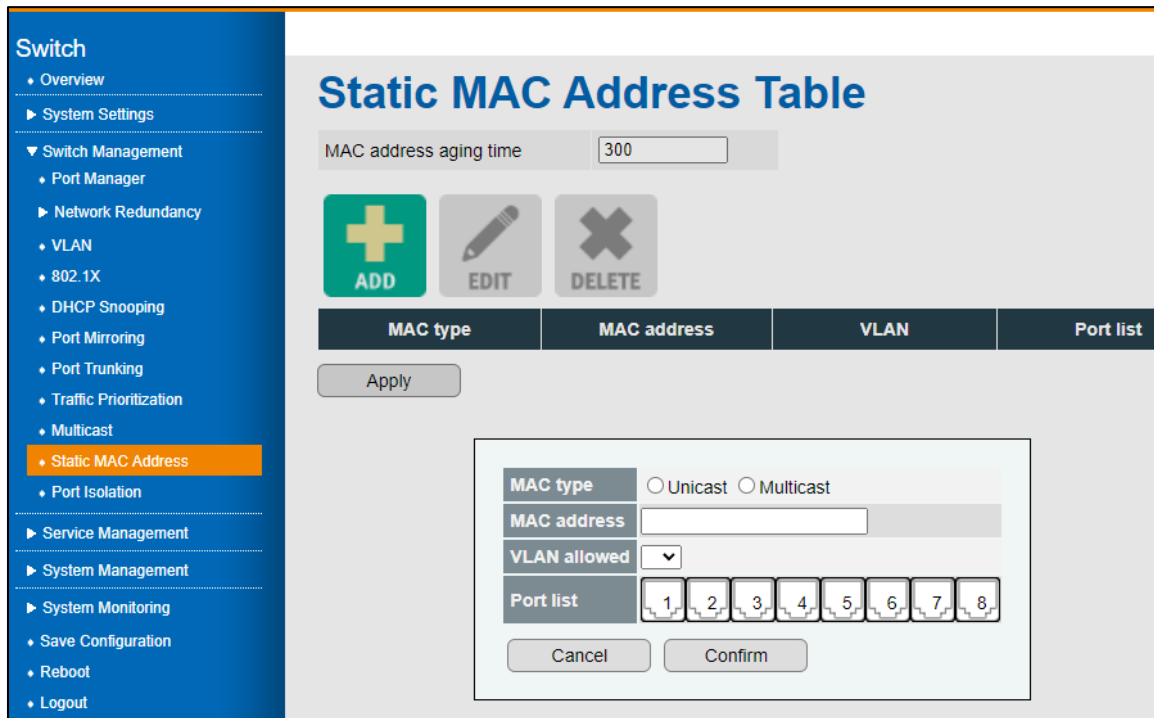 Switch
Overview
System Settings
Switch Management
Port Manager
Network Redundancy
VLAN
802.1X
DHCP Snooping
Port Mirroring
Port Trunking
Traffic Prioritization
Multicast
Static MAC Address
Port Isolation
Service Management
System Management
System Monitoring
Save Configuration
Reboot
Logout
Static MAC Address Table
MAC address aging time 300
ADD EDIT DELETE
MAC type MAC address VLAN Port list
Apply
MAC type Unicast Multicast
MAC address
VLAN allowed
Port list 1 2 3 4 5 6 7 8
Cancel Confirm